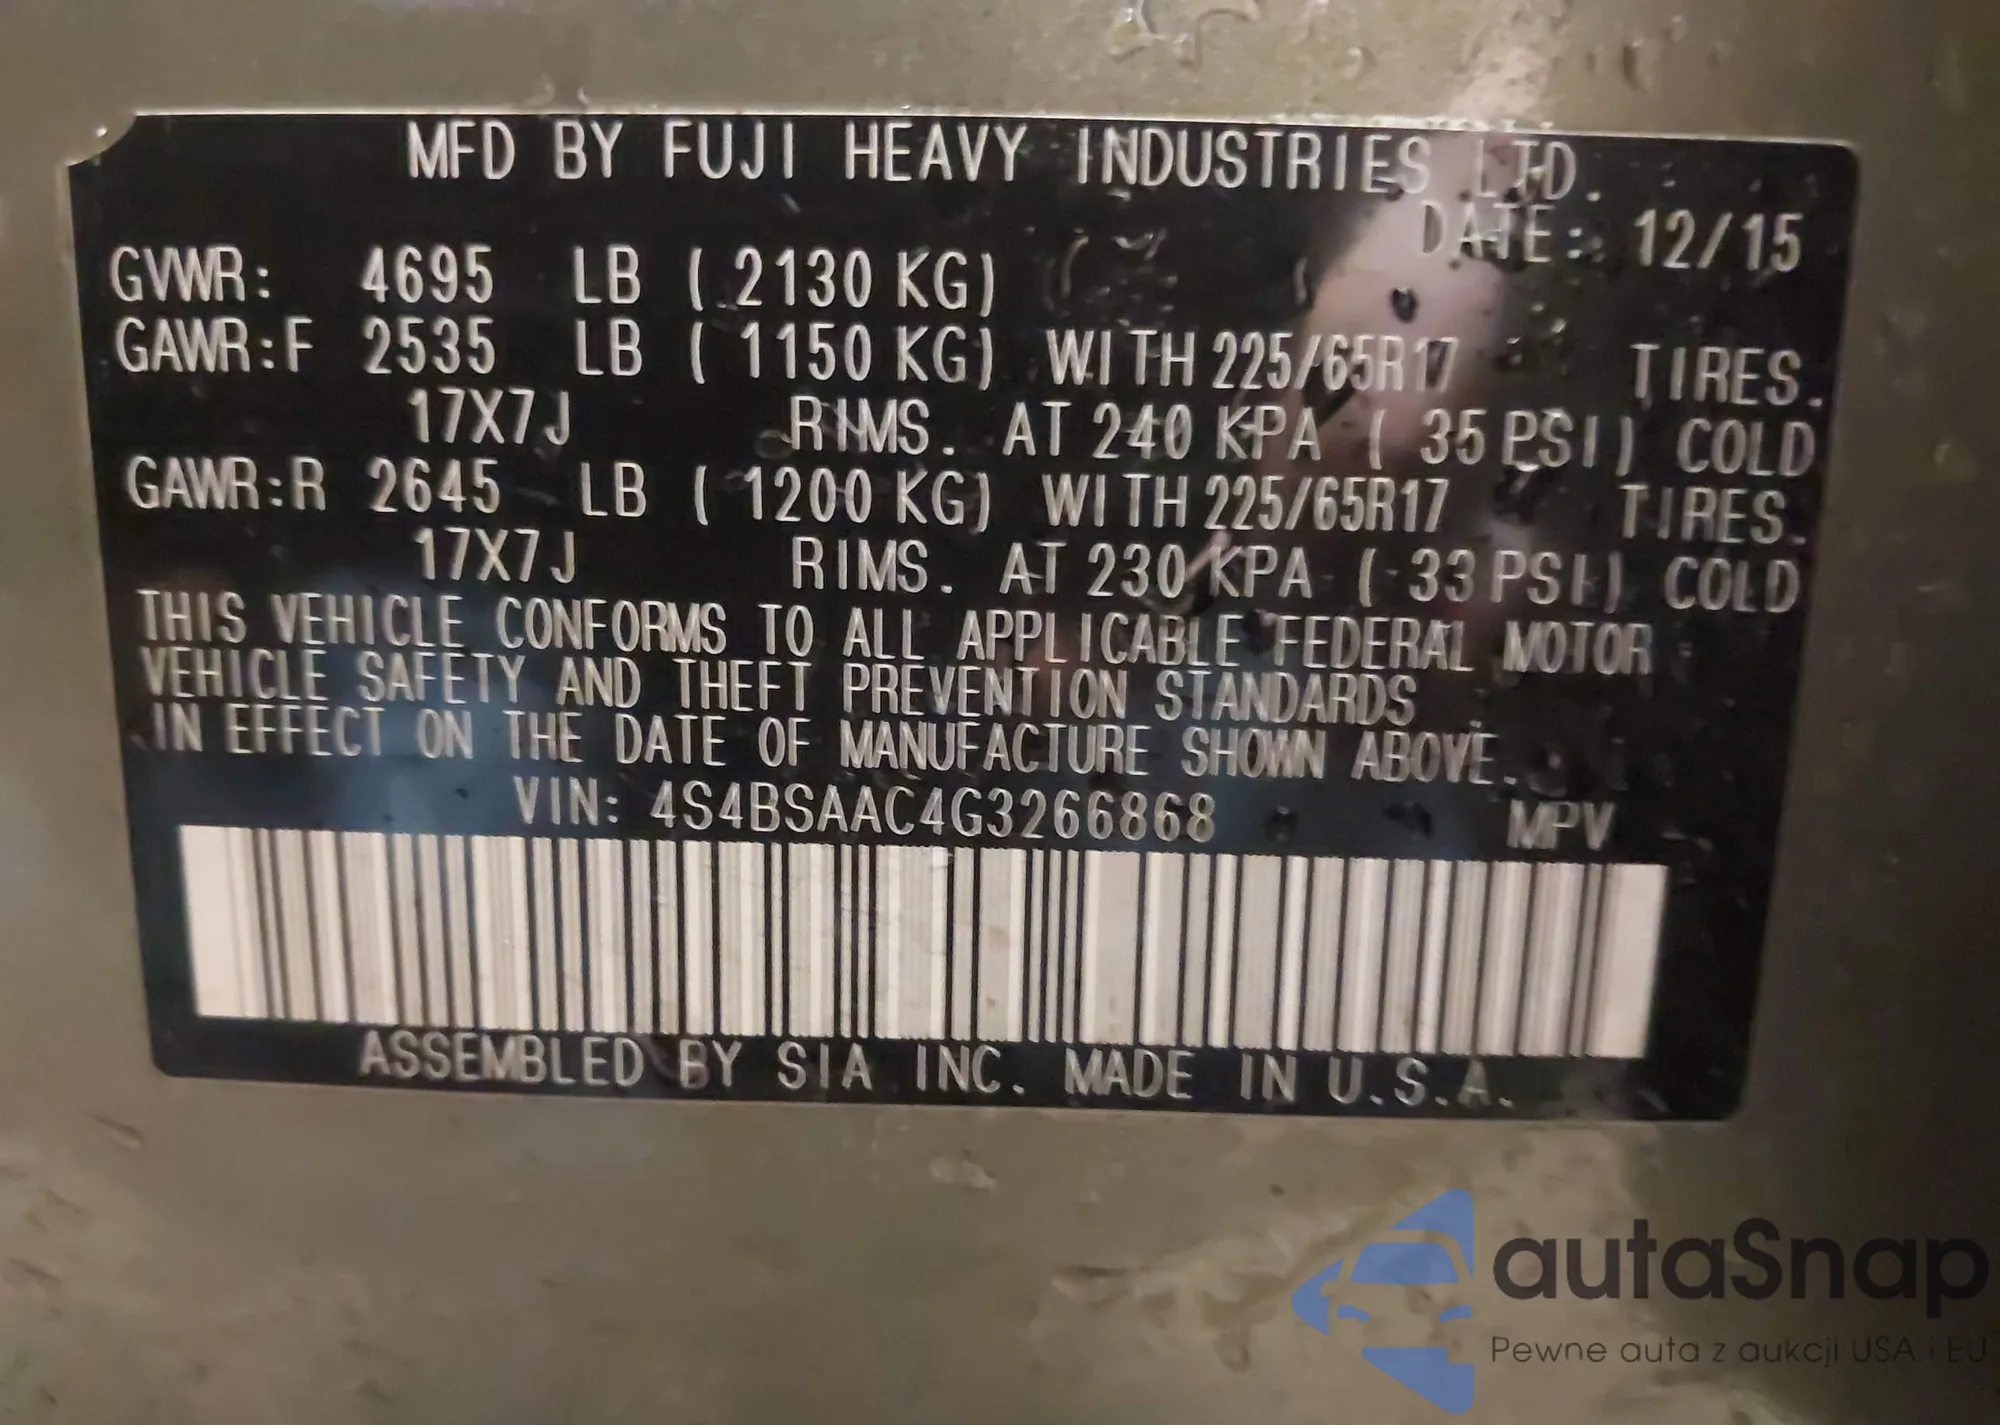 MFD BY FUJI HEAVY INDUSTRIES LTD.
DATE: 12/15
GVWR: 4695 LB ( 2130 KG)
GAWR:F 2535 LB ( 1150 KG) WITH 225/65R17 TIRES.
17X7J RIMS. AT 240 KPA ( 35 PSI) COLD
GAWR:R 2645 LB ( 1200 KG) WITH 225/65R17 TIRES.
17X7J RIMS. AT 230 KPA ( 33 PSI) COLD
THIS VEHICLE CONFORMS TO ALL APPLICABLE FEDERAL MOTOR
VEHICLE SAFETY AND THEFT PREVENTION STANDARDS
IN EFFECT ON THE DATE OF MANUFACTURE SHOWN ABOVE.
VIN: 4S4BSAAC4G3266868 MPV
ASSEMBLED BY SIA INC. MADE IN U.S.A.
autaSnap
Pewne auta z aukcji USA i EU